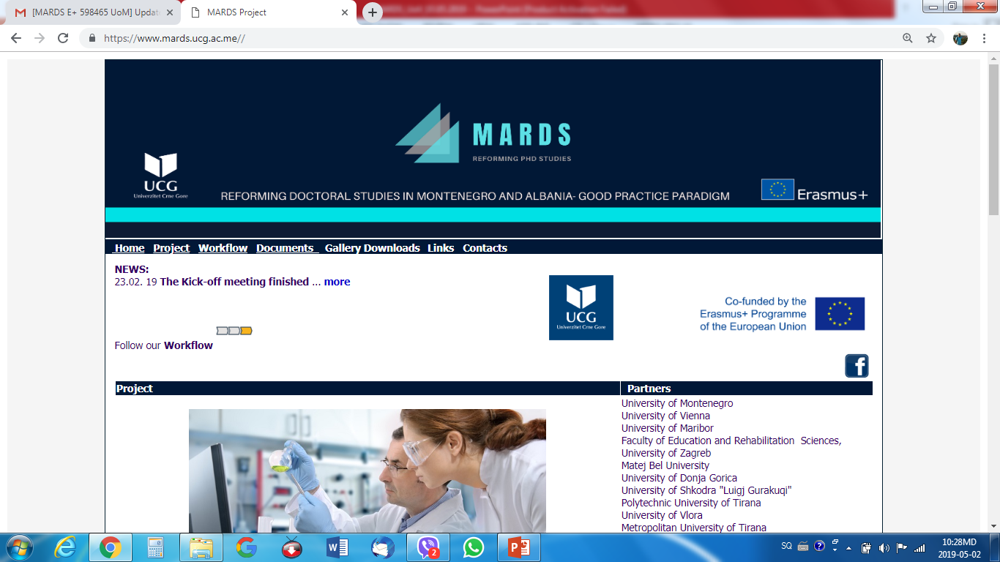 [MARDS E+ 598465 UoM] Updat
MARDS Project
https://www.mards.ucg.ac.me//
MARDS
REFORMING PHD STUDIES
UCG
Univerzitet Crne Gore
REFORMING DOCTORAL STUDIES IN MONTENEGRO AND ALBANIA- GOOD PRACTICE PARADIGM
Erasmus+
Home Project Workflow Documents Gallery Downloads Links Contacts
NEWS:
23.02. 19 The Kick-off meeting finished ... more
UCG
Univerzitet Crne Gore
Co-funded by the
Erasmus+ Programme
of the European Union
Follow our Workflow
f
Project
Partners
University of Montenegro
University of Vienna
University of Maribor
Faculty of Education and Rehabilitation Sciences,
University of Zagreb
Matej Bel University
University of Donja Gorica
University of Shkodra "Luigj Gurakuqi"
Polytechnic University of Tirana
University of Vlora
Metropolitan University of Tirana
2
SQ
10:28MD
2019-05-02